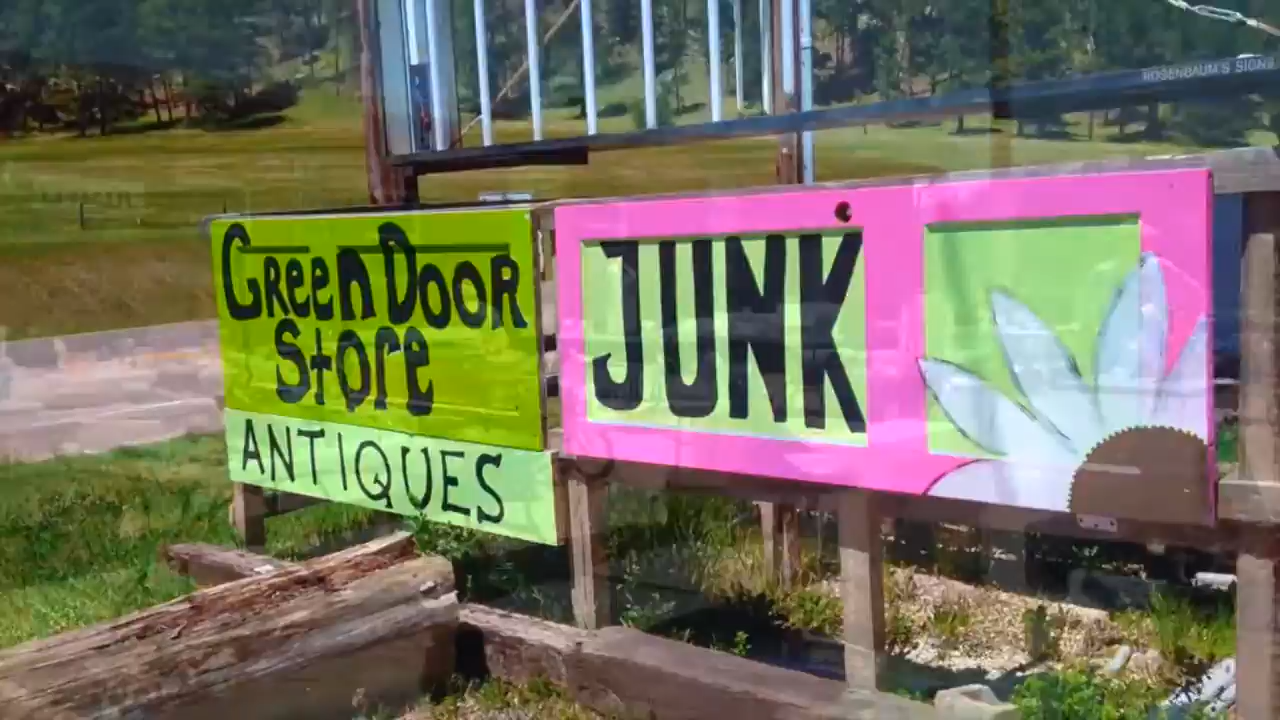 ROSENBAUM'S SIGNS
GREEn DOOR
StoRe
ANTIQUES
JUNK